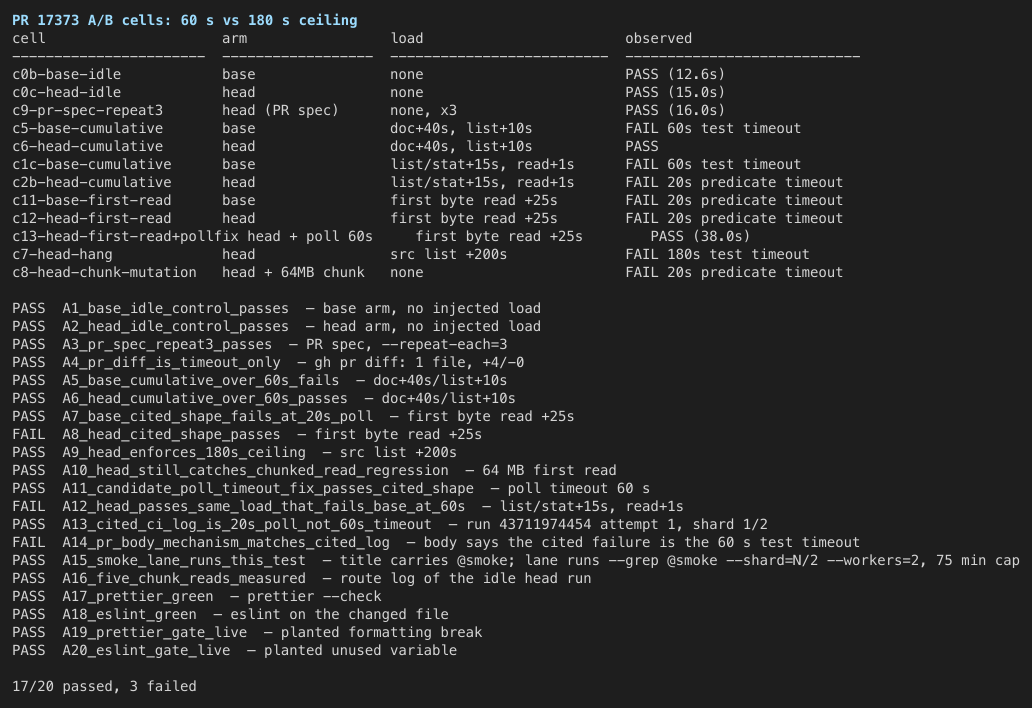 PR 17373 A/B cells: 60 s vs 180 s ceiling
cell                     arm                 load                        observed
-----------------------  ------------------  --------------------------  ----------------------------
c0b-base-idle            base                none                        PASS (12.6s)
c0c-head-idle            head                none                        PASS (15.0s)
c9-pr-spec-repeat3       head (PR spec)      none, x3                    PASS (16.0s)
c5-base-cumulative       base                doc+40s, list+10s           FAIL 60s test timeout
c6-head-cumulative       head                doc+40s, list+10s           PASS
c1c-base-cumulative      base                list/stat+15s, read+1s      FAIL 60s test timeout
c2b-head-cumulative      head                list/stat+15s, read+1s      FAIL 20s predicate timeout
c11-base-first-read      base                first byte read +25s        FAIL 20s predicate timeout
c12-head-first-read      head                first byte read +25s        FAIL 20s predicate timeout
c13-head-first-read+pollfix head + poll 60s     first byte read +25s        PASS (38.0s)
c7-head-hang             head                src list +200s              FAIL 180s test timeout
c8-head-chunk-mutation   head + 64MB chunk   none                        FAIL 20s predicate timeout
PASS  A1_base_idle_control_passes  — base arm, no injected load
PASS  A2_head_idle_control_passes  — head arm, no injected load
PASS  A3_pr_spec_repeat3_passes  — PR spec, --repeat-each=3
PASS  A4_pr_diff_is_timeout_only  — gh pr diff: 1 file, +4/-0
PASS  A5_base_cumulative_over_60s_fails  — doc+40s/list+10s
PASS  A6_head_cumulative_over_60s_passes  — doc+40s/list+10s
PASS  A7_base_cited_shape_fails_at_20s_poll  — first byte read +25s
FAIL  A8_head_cited_shape_passes  — first byte read +25s
PASS  A9_head_enforces_180s_ceiling  — src list +200s
PASS  A10_head_still_catches_chunked_read_regression  — 64 MB first read
PASS  A11_candidate_poll_timeout_fix_passes_cited_shape  — poll timeout 60 s
FAIL  A12_head_passes_same_load_that_fails_base_at_60s  — list/stat+15s, read+1s
PASS  A13_cited_ci_log_is_20s_poll_not_60s_timeout  — run 43711974454 attempt 1, shard 1/2
FAIL  A14_pr_body_mechanism_matches_cited_log  — body says the cited failure is the 60 s test timeout
PASS  A15_smoke_lane_runs_this_test  — title carries @smoke; lane runs --grep @smoke --shard=N/2 --workers=2, 75 min cap
PASS  A16_five_chunk_reads_measured  — route log of the idle head run
PASS  A17_prettier_green  — prettier --check
PASS  A18_eslint_green  — eslint on the changed file
PASS  A19_prettier_gate_live  — planted formatting break
PASS  A20_eslint_gate_live  — planted unused variable
17/20 passed, 3 failed